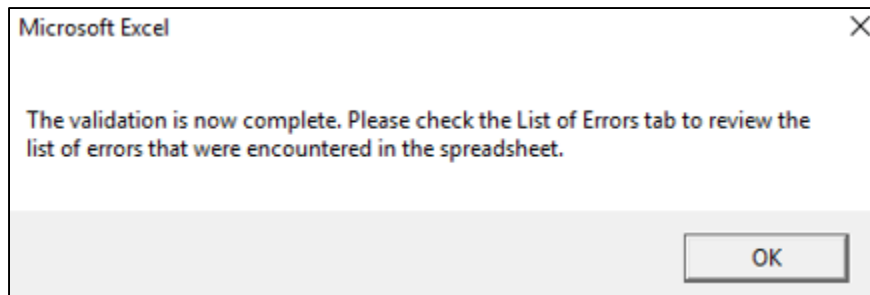 Microsoft Excel
The validation is now complete. Please check the List of Errors tab to review the
list of errors that were encountered in the spreadsheet.
OK